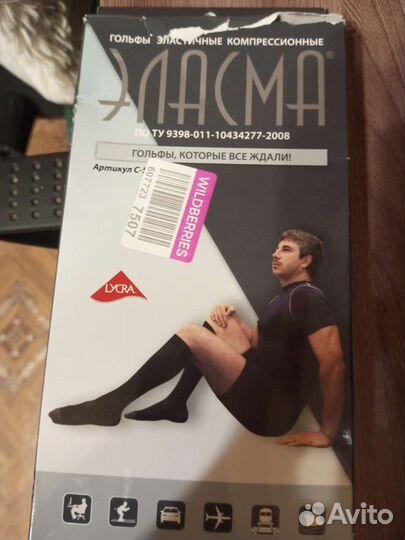 ГОЛЬФЫ ЭЛАСТИЧНЫЕ КОМПРЕССИОННЫЕ
ЭЛАСМА®
ПО ТУ 9398-011-10434277-2008
ГОЛЬФЫ, КОТОРЫЕ ВСЕ ЖДАЛИ!
Артикул С-
607723 7507
WILDBERRIES
LYCRA
Avito